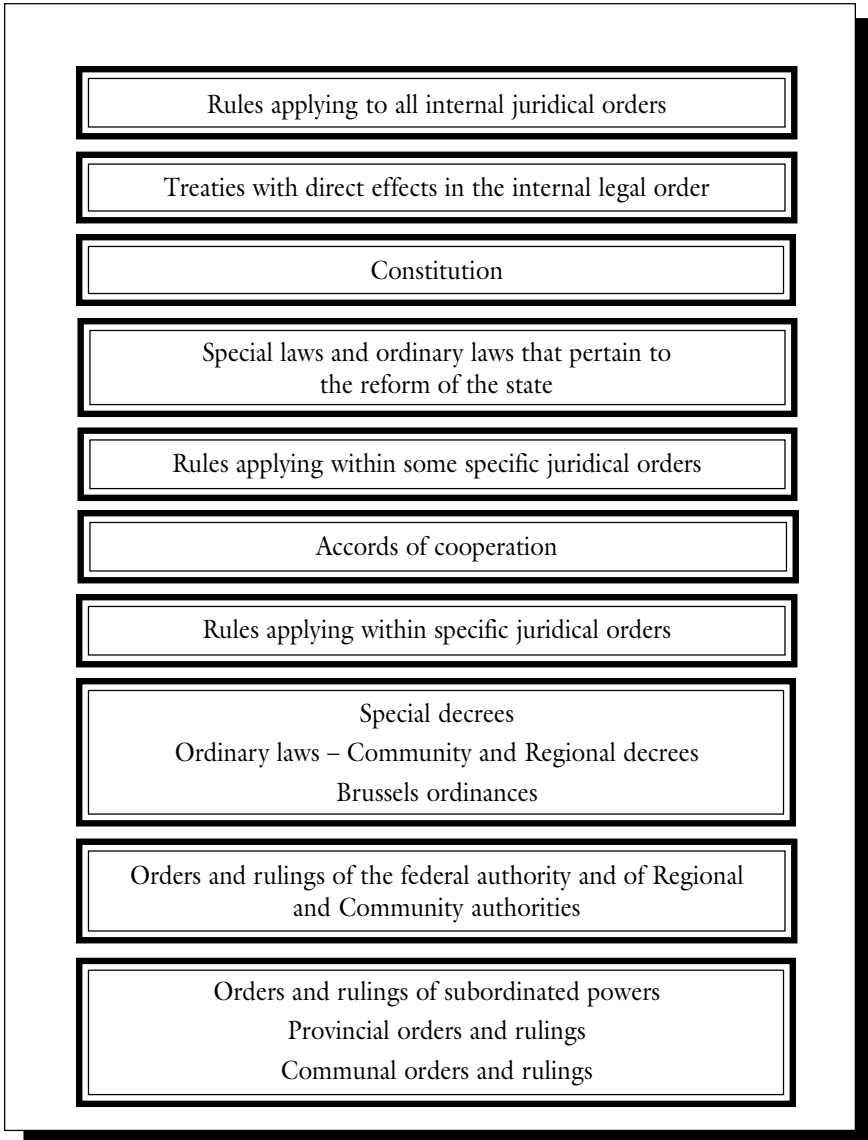 Rules applying to all internal juridical orders
Treaties with direct effects in the internal legal order
Constitution
Special laws and ordinary laws that pertain to
the reform of the state
Rules applying within some specific juridical orders
Accords of cooperation
Rules applying within specific juridical orders
Special decrees
Ordinary laws – Community and Regional decrees
Brussels ordinances
Orders and rulings of the federal authority and of Regional
and Community authorities
Orders and rulings of subordinated powers
Provincial orders and rulings
Communal orders and rulings